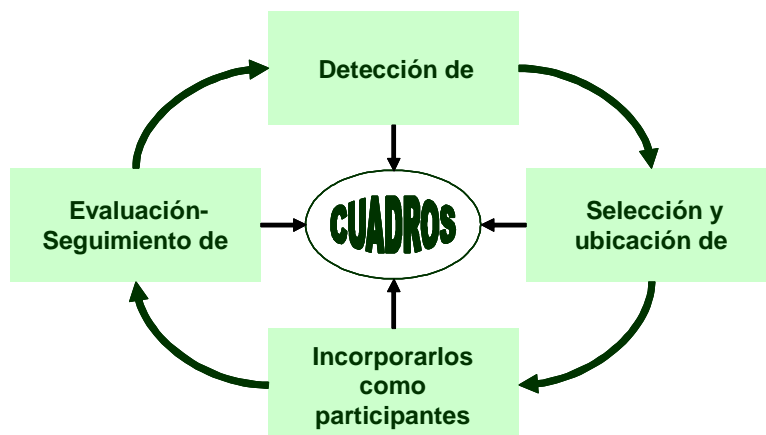 Detección de
Evaluación-
Seguimiento de
CUADROS
Selección y
ubicación de
Incorporarlos
como
participantes